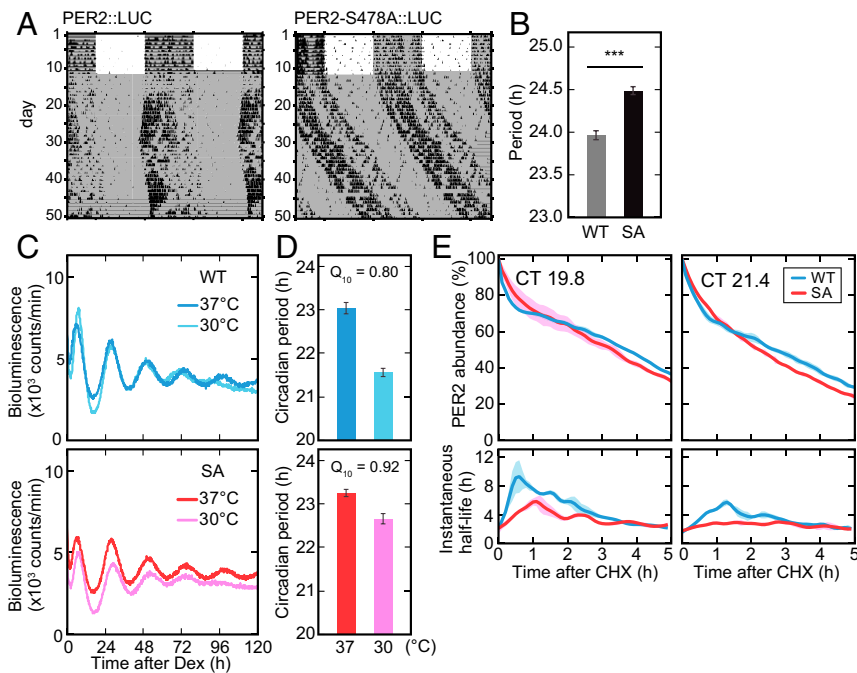 A
PER2::LUC
PER2-S478A::LUC
1
10
20
30
40
50
day
1
10
20
30
40
50
B
25.0
24.5
24.0
23.0
Period (h)
***
WT
SA
C
10
5
0
Bioluminescence
(x10³ counts/min)
WT
37°C
30°C
10
5
0
Bioluminescence
(x10³ counts/min)
SA
37°C
30°C
0
24
48
72
96
120
Time after Dex (h)
D
24
23
22
21
20
Circadian period (h)
Q10 = 0.80
24
23
22
21
20
Circadian period (h)
Q10 = 0.92
37
30
(°C)
E
100
80
60
40
20
0
PER2 abundance (%)
CT 19.8
CT 21.4
WT
SA
12
8
4
0
Instantaneous
half-life (h)
0
1
2
3
4
5
Time after CHX (h)
0
1
2
3
4
5
Time after CHX (h)